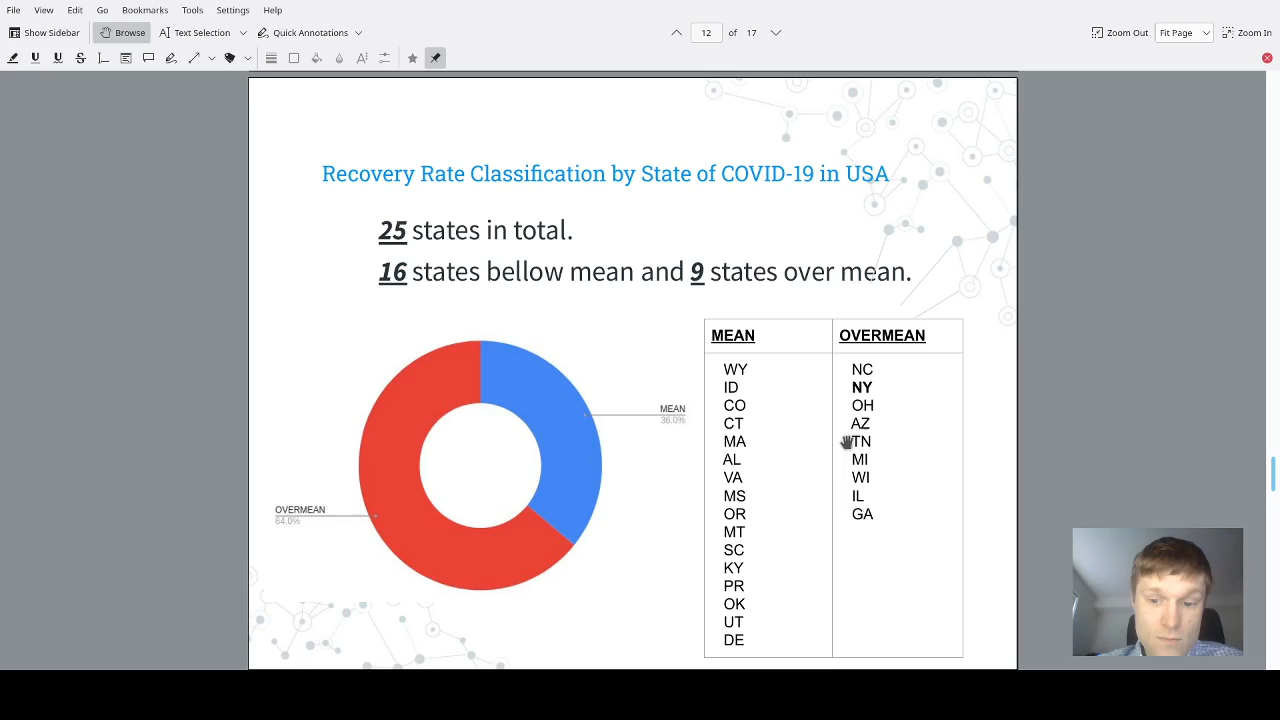 File View Edit Go Bookmarks Tools Settings Help
Show Sidebar Browse Text Selection Quick Annotations 12 of 17 Zoom Out Fit Page Zoom In
Recovery Rate Classification by State of COVID-19 in USA
25 states in total.
16 states bellow mean and 9 states over mean.
MEAN
36.0%
OVERMEAN
64.0%
MEAN OVERMEAN
WY NC
ID NY
CO OH
CT AZ
MA TN
AL MI
VA WI
MS IL
OR GA
MT
SC
KY
PR
OK
UT
DE